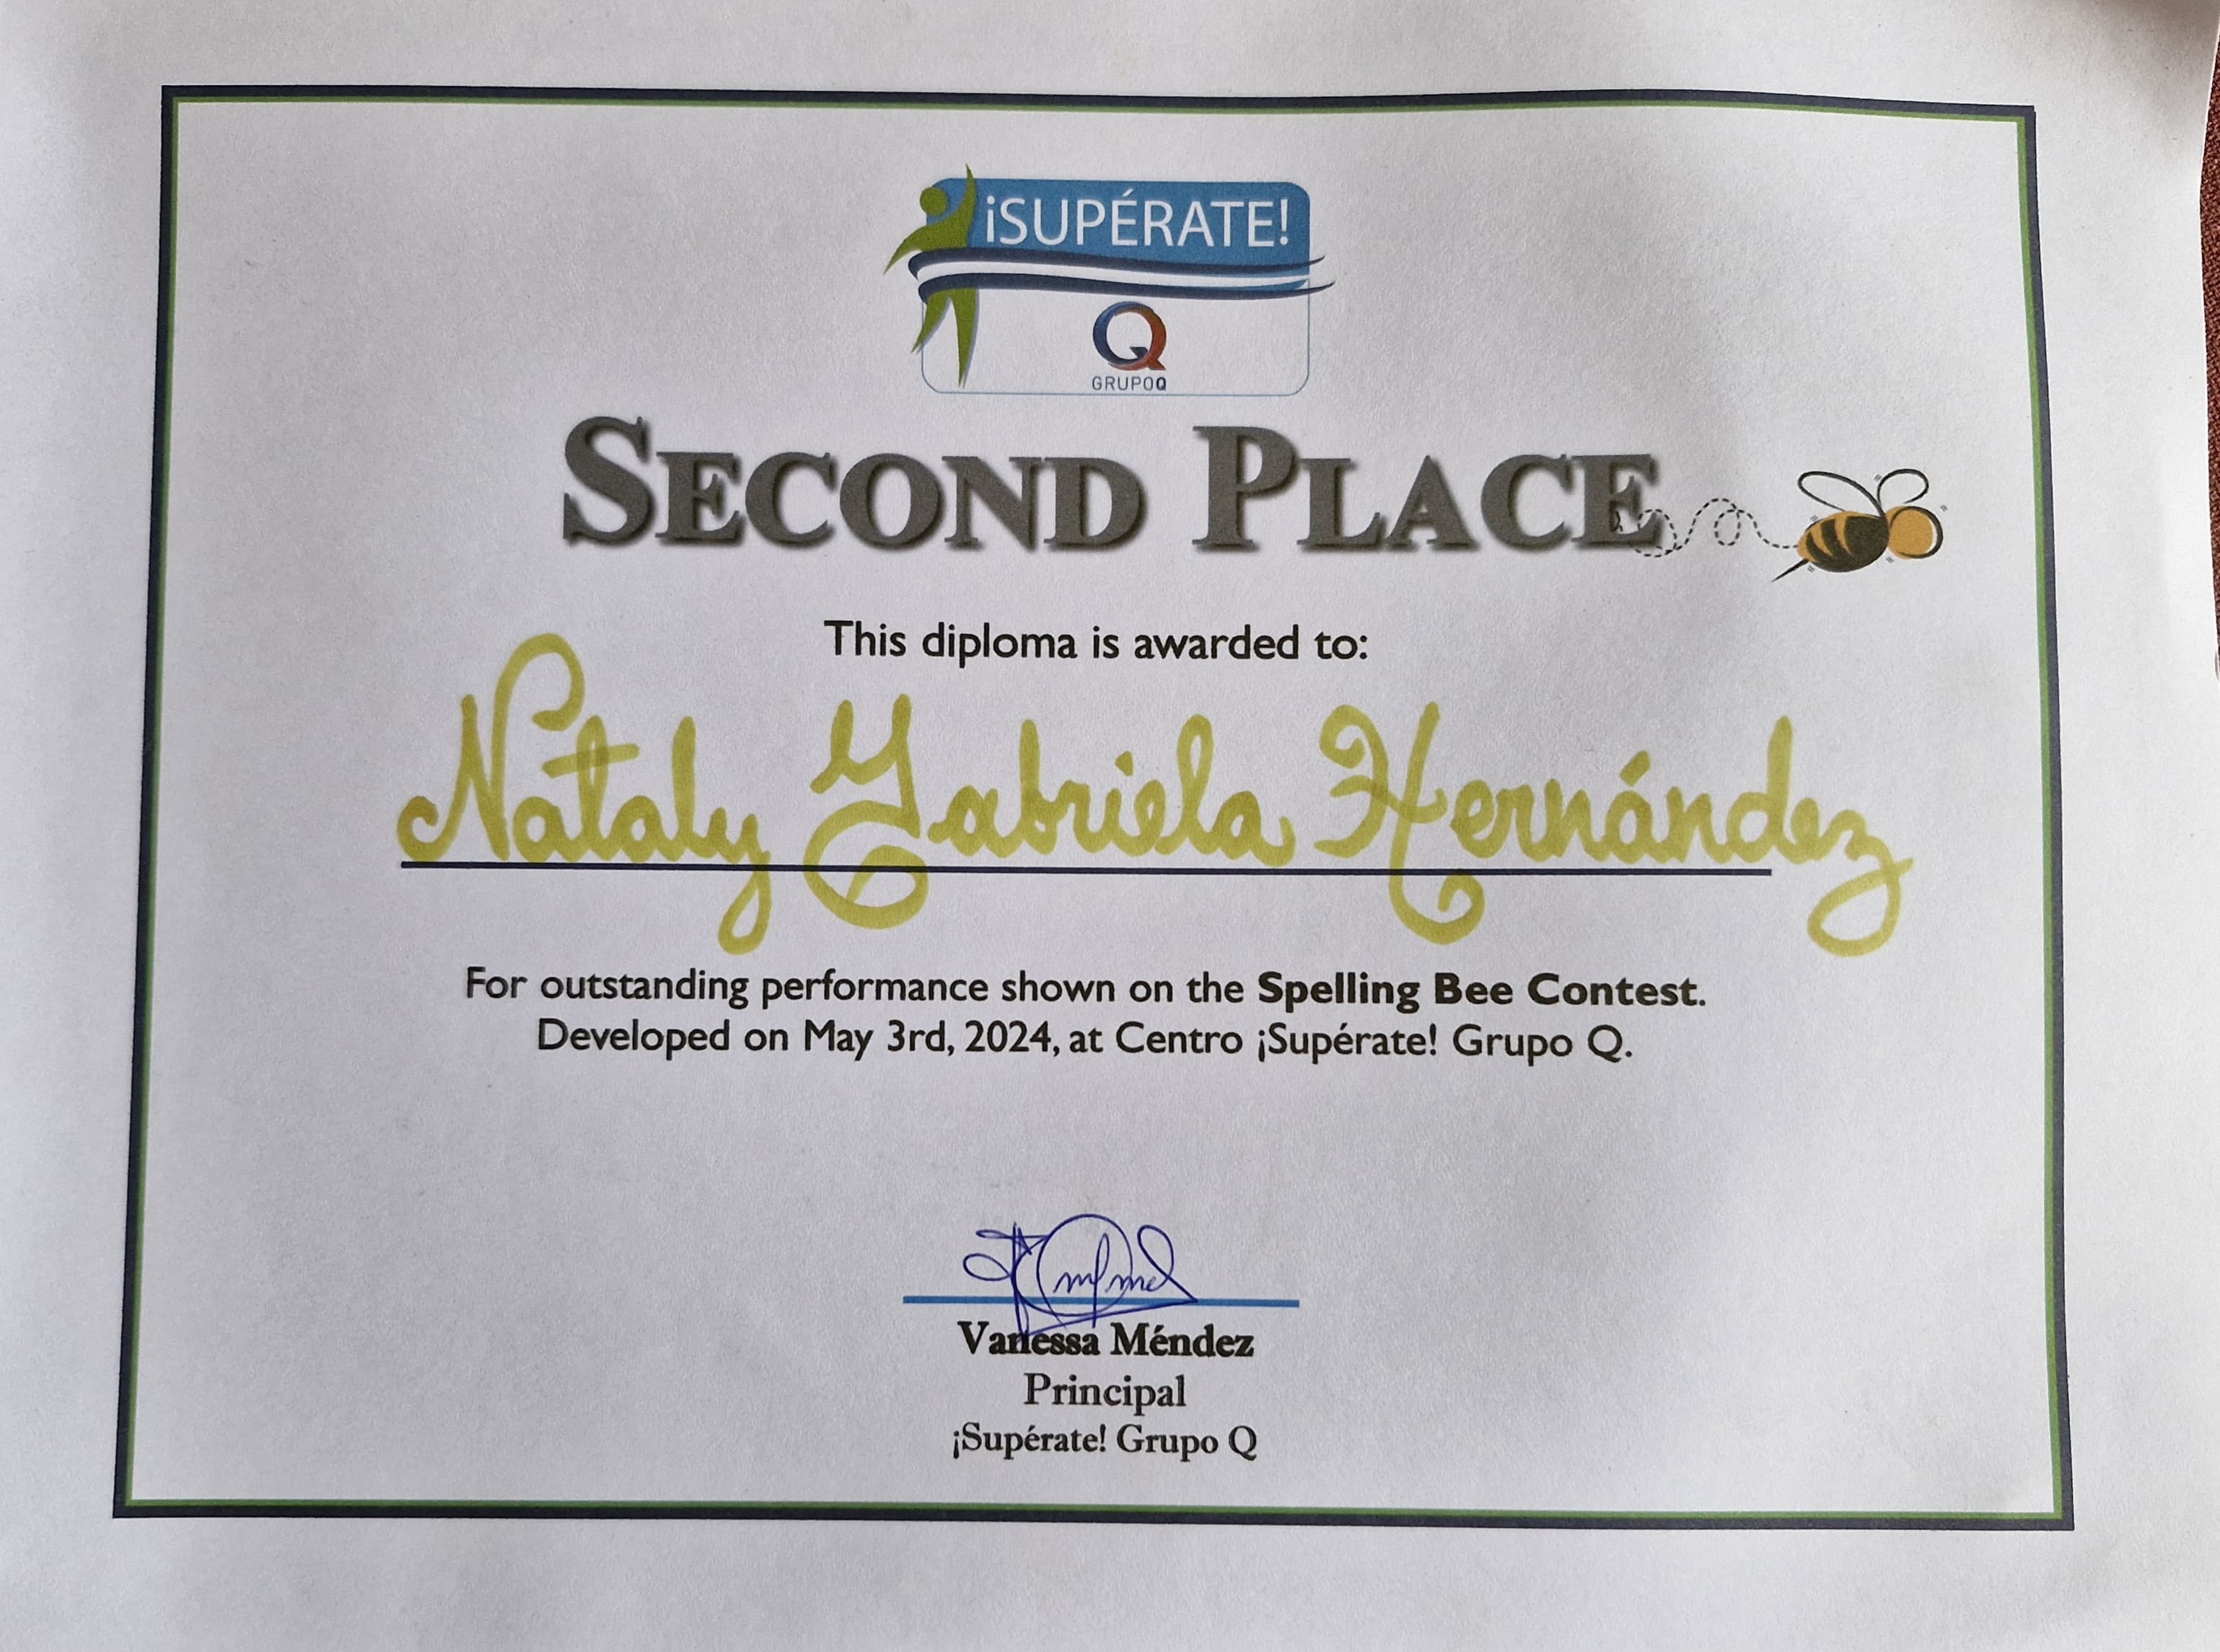 ¡SUPÉRATE!
GRUPOQ
SECOND PLACE
This diploma is awarded to:
Nataly Gabriela Hernández
For outstanding performance shown on the Spelling Bee Contest.
Developed on May 3rd, 2024, at Centro ¡Supérate! Grupo Q.
Vanessa Méndez
Principal
¡Supérate! Grupo Q